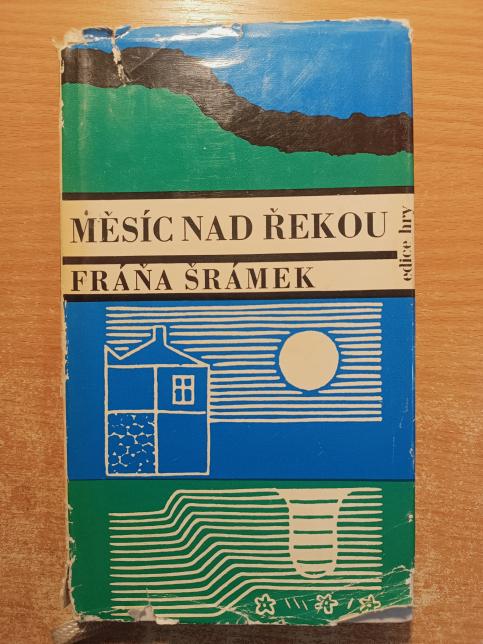 MĚSÍC NAD ŘEKOU
FRÁŇA ŠRÁMEK
edice hry